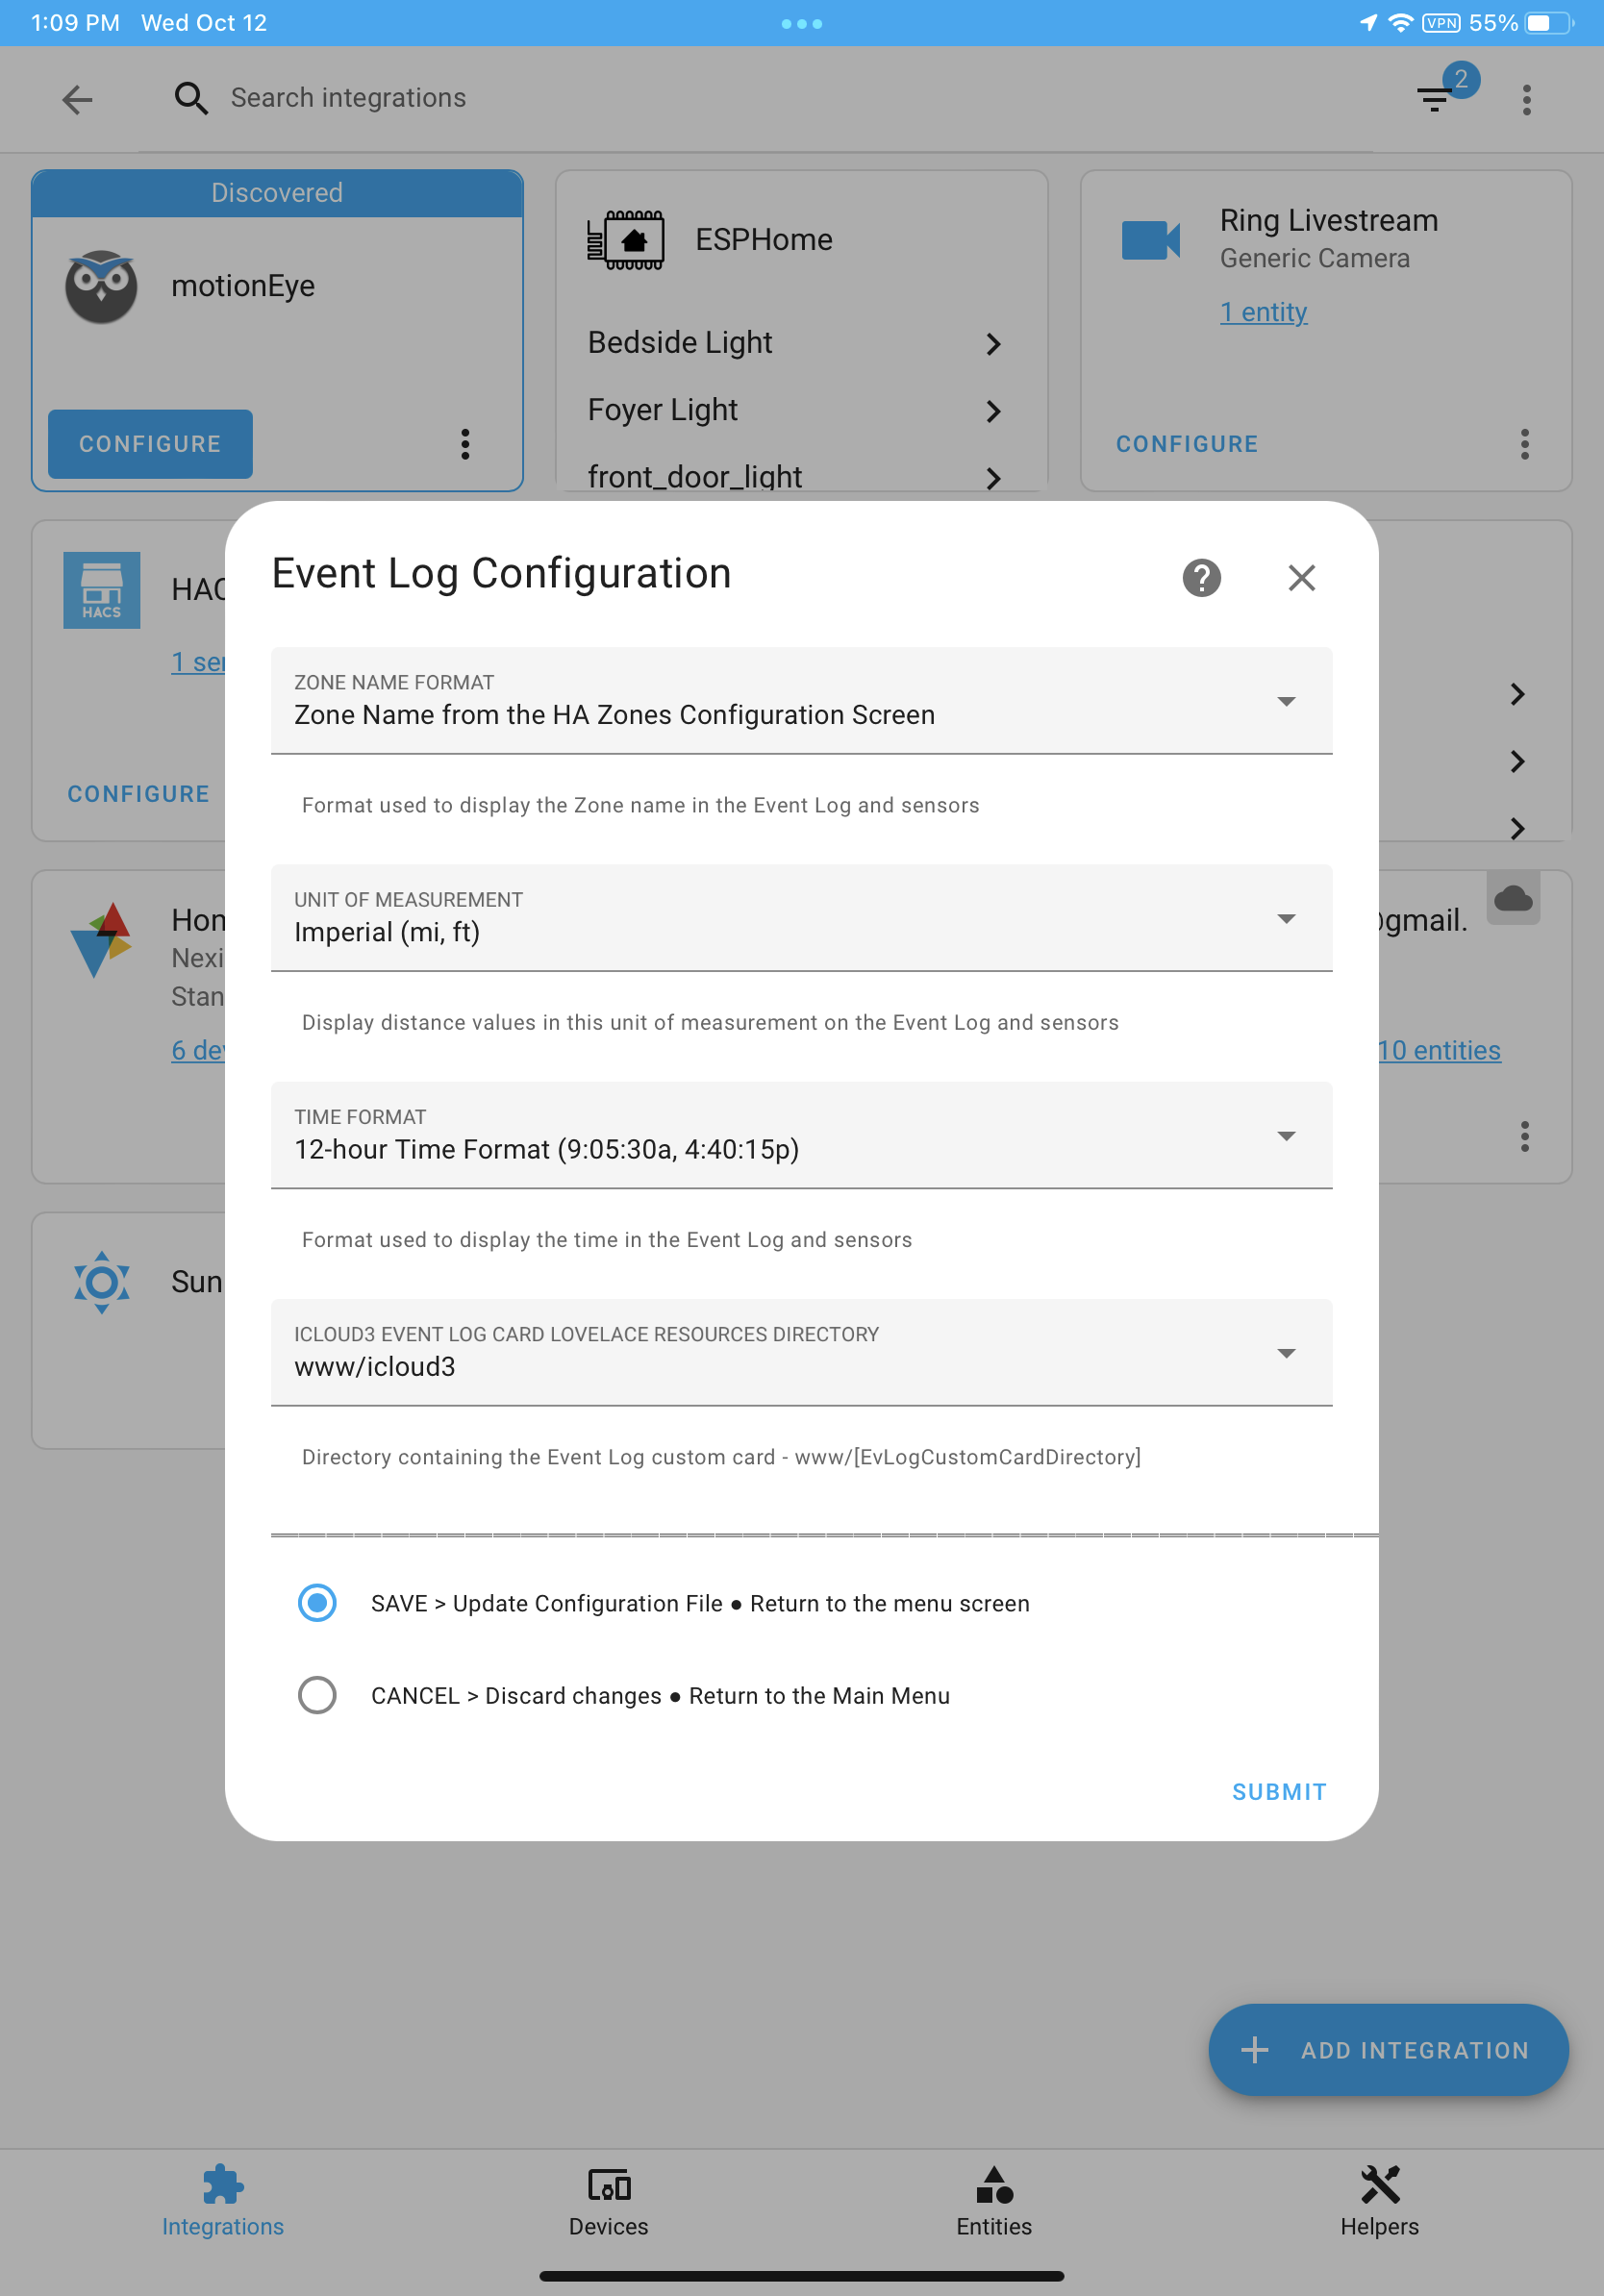 1:09 PM Wed Oct 12
VPN 55%
Search integrations
2
Discovered
motionEye
CONFIGURE
ESPHome
Bedside Light
Foyer Light
front_door_light
Ring Livestream
Generic Camera
1 entity
CONFIGURE
HACS
HAC
1 ser
CONFIGURE
Hon
Nexi
Stan
6 dev
@gmail.
10 entities
Sun
Event Log Configuration
ZONE NAME FORMAT
Zone Name from the HA Zones Configuration Screen
Format used to display the Zone name in the Event Log and sensors
UNIT OF MEASUREMENT
Imperial (mi, ft)
Display distance values in this unit of measurement on the Event Log and sensors
TIME FORMAT
12-hour Time Format (9:05:30a, 4:40:15p)
Format used to display the time in the Event Log and sensors
ICLOUD3 EVENT LOG CARD LOVELACE RESOURCES DIRECTORY
www/icloud3
Directory containing the Event Log custom card - www/[EvLogCustomCardDirectory]
SAVE > Update Configuration File ● Return to the menu screen
CANCEL > Discard changes ● Return to the Main Menu
SUBMIT
ADD INTEGRATION
Integrations
Devices
Entities
Helpers